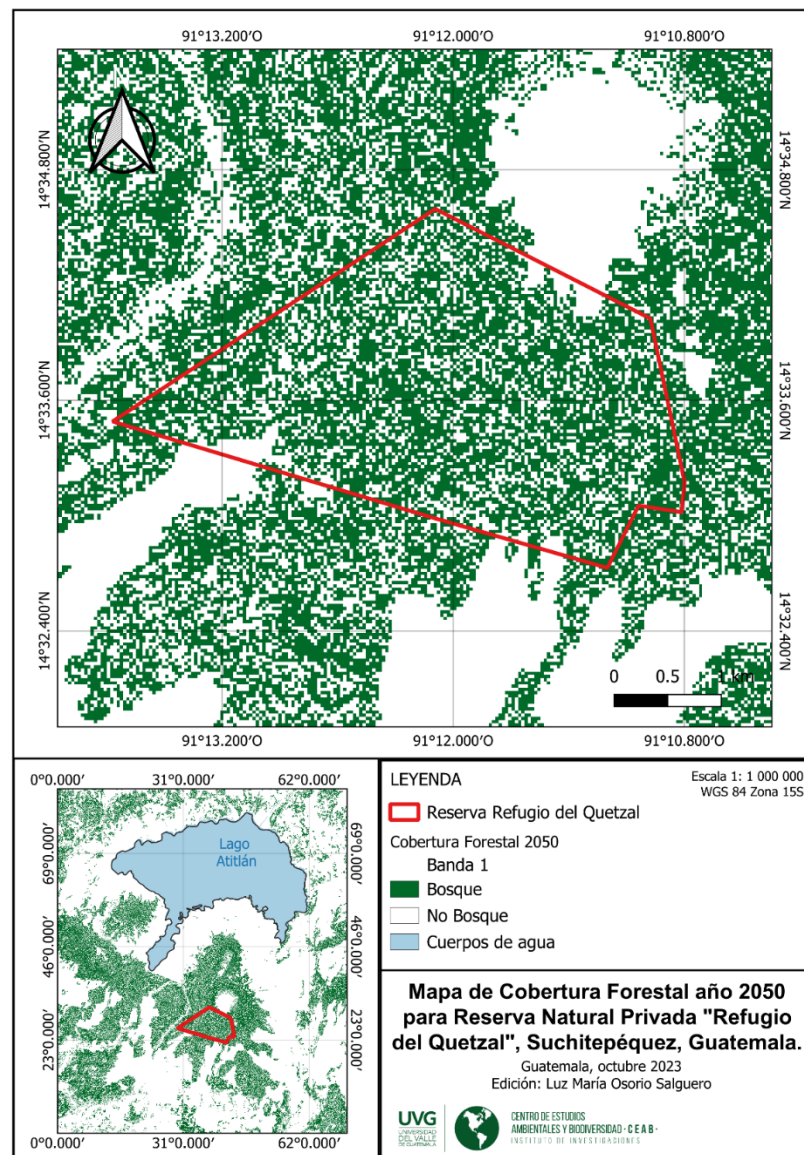 91°13.200′O 91°12.000′O 91°10.800′O
N
14°34.800′N 14°34.800′N
14°33.600′N 14°33.600′N
14°32.400′N 14°32.400′N
0 0.5 1 km
91°13.200′O 91°12.000′O 91°10.800′O
0°0.000′ 31°0.000′ 62°0.000′
69°0.000′ 69°0.000′
46°0.000′ 46°0.000′
23°0.000′ 23°0.000′
Lago
Atitlán
0°0.000′ 31°0.000′ 62°0.000′
LEYENDA
Escala 1: 1 000 000
WGS 84 Zona 15S
Reserva Refugio del Quetzal
Cobertura Forestal 2050
Banda 1
Bosque
No Bosque
Cuerpos de agua
Mapa de Cobertura Forestal año 2050
para Reserva Natural Privada "Refugio
del Quetzal", Suchitepéquez, Guatemala.
Guatemala, octubre 2023
Edición: Luz María Osorio Salguero
UVG
UNIVERSIDAD
DEL VALLE
DE GUATEMALA
CENTRO DE ESTUDIOS
AMBIENTALES Y BIODIVERSIDAD · CEAB ·
INSTITUTO DE INVESTIGACIONES